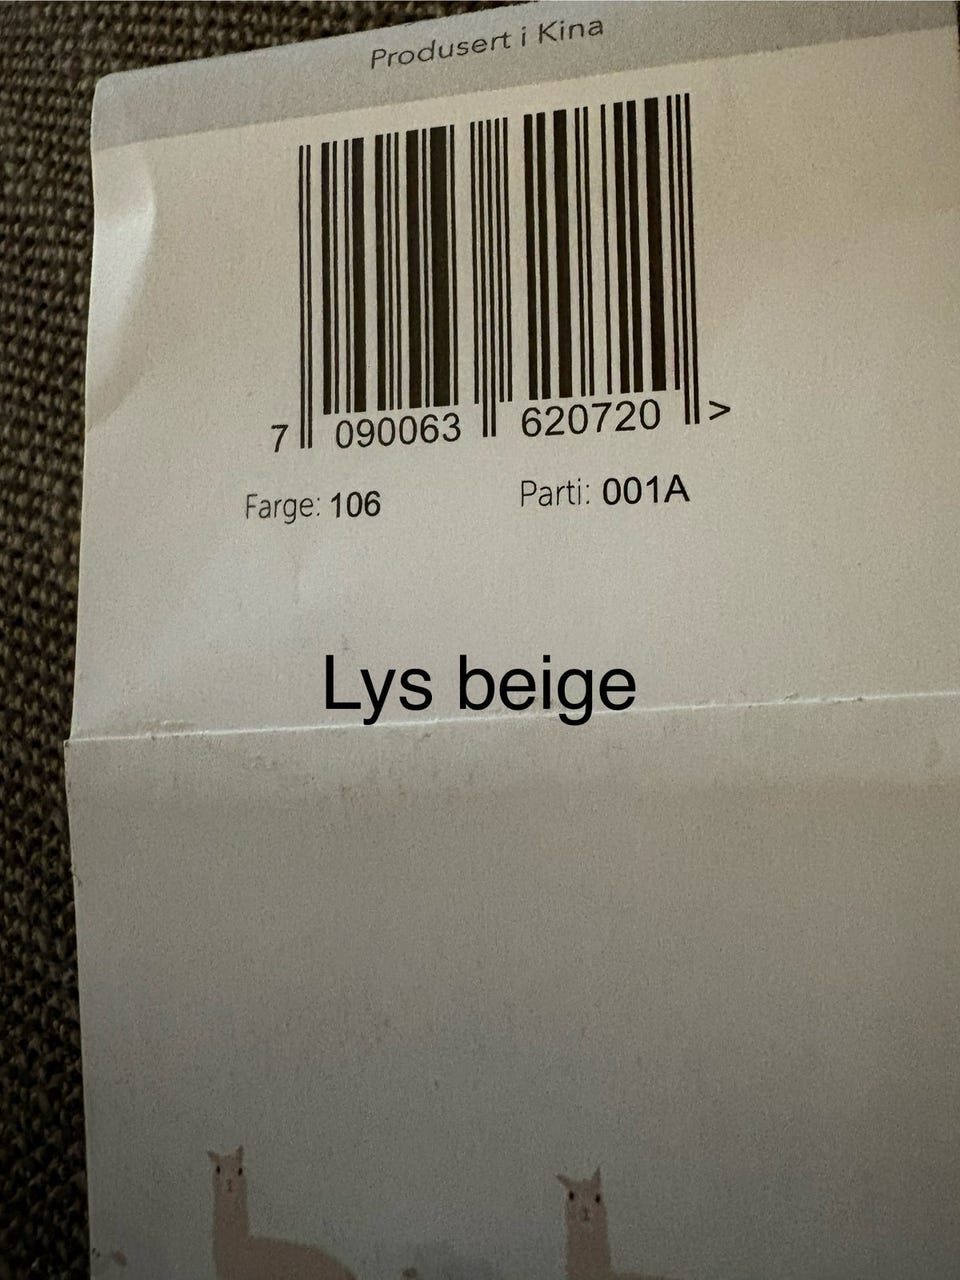 Produsert i Kina
7 090063 620720 >
Farge: 106 Parti: 001A
Lys beige